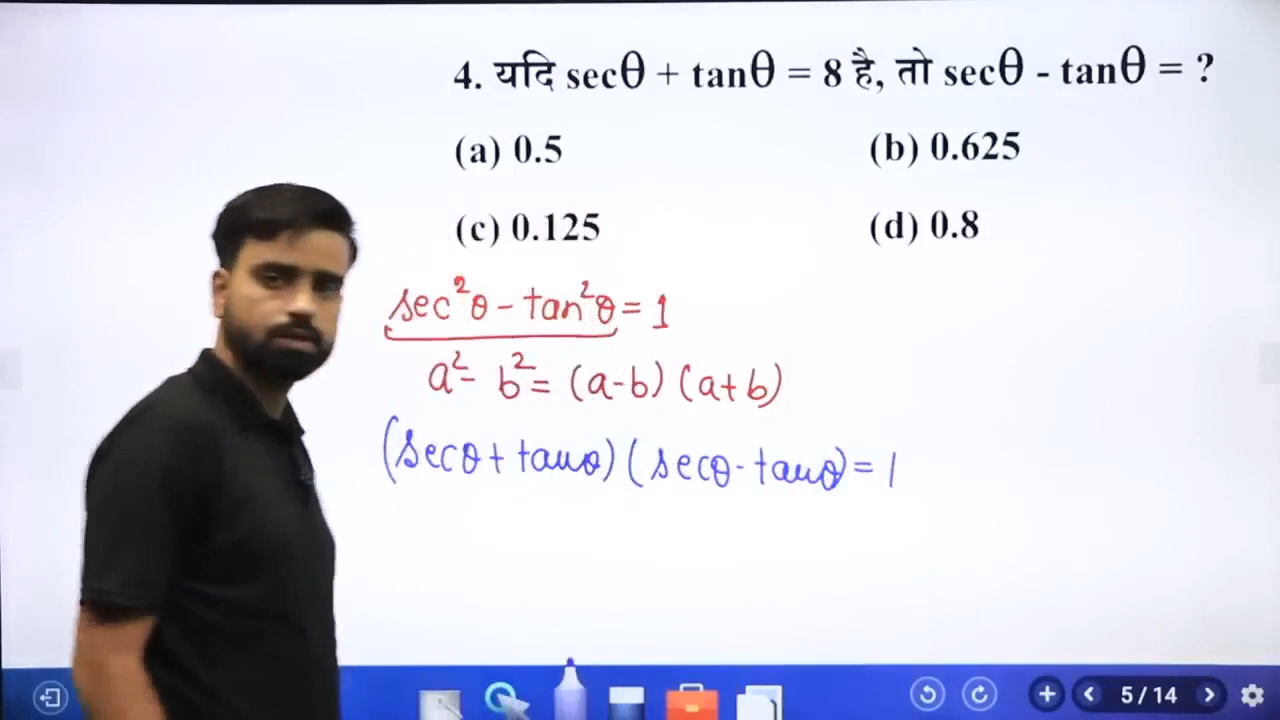 4. यदि secθ + tanθ = 8 है, तो secθ - tanθ = ?
(a) 0.5 (b) 0.625
(c) 0.125 (d) 0.8
sec²θ - tan²θ = 1
a² - b² = (a-b) (a+b)
(secθ + tanθ) (secθ - tanθ) = 1
5 / 14